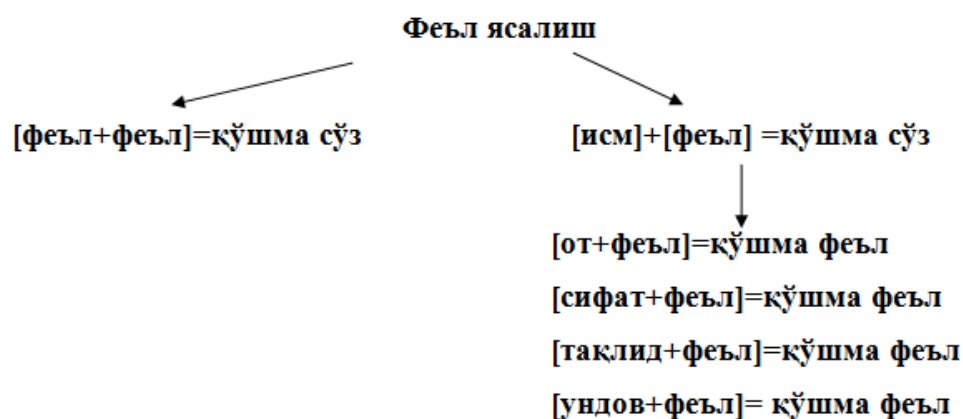 Феъл ясалиш
[феъл+феъл]=қўшма сўз
[исм]+[феъл] =қўшма сўз
[от+феъл]=қўшма феъл
[сифат+феъл]=қўшма феъл
[тақлид+феъл]=қўшма феъл
[ундов+феъл]= қўшма феъл